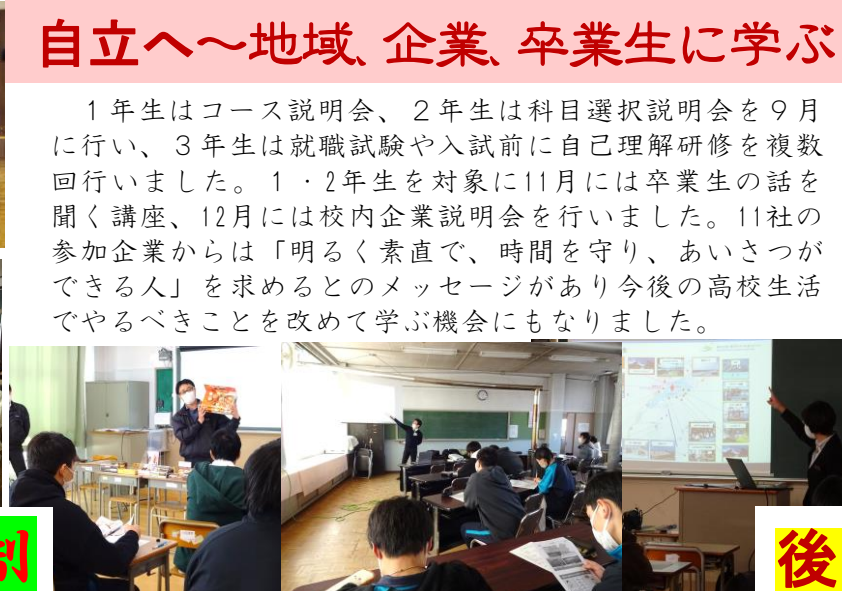 自立へ～地域、企業、卒業生に学ぶ
　１年生はコース説明会、２年生は科目選択説明会を９月
に行い、３年生は就職試験や入試前に自己理解研修を複数
回行いました。１・2年生を対象に11月には卒業生の話を
聞く講座、12月には校内企業説明会を行いました。11社の
参加企業からは「明るく素直で、時間を守り、あいさつが
できる人」を求めるとのメッセージがあり今後の高校生活
でやるべきことを改めて学ぶ機会にもなりました。
後